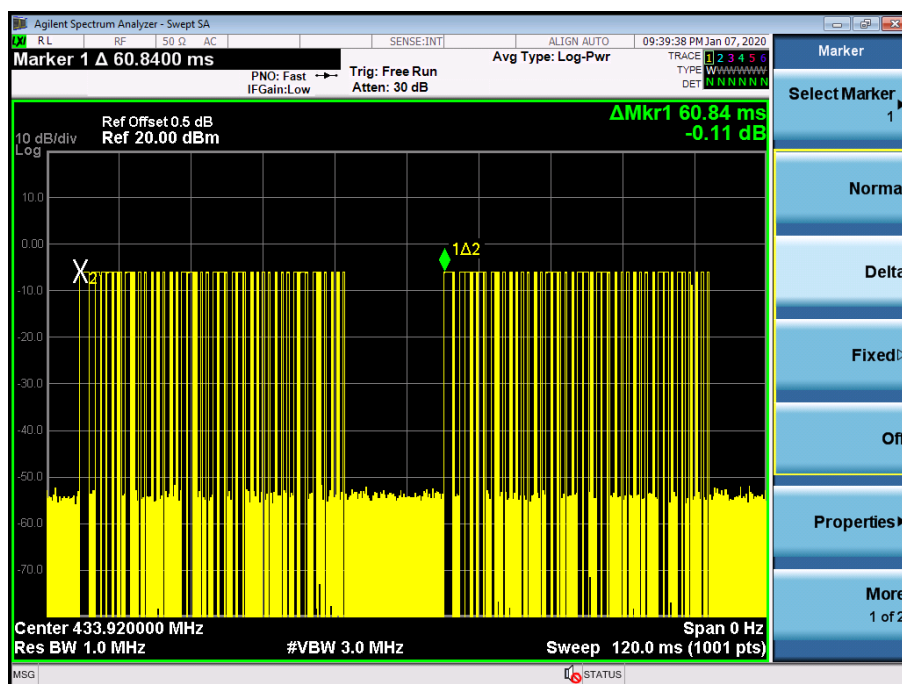 Agilent Spectrum Analyzer - Swept SA
LXI RL RF 50 Ω AC SENSE:INT ALIGN AUTO 09:39:38 PM Jan 07, 2020
Marker 1 Δ 60.8400 ms
PNO: Fast
IFGain:Low
Trig: Free Run
Atten: 30 dB
Avg Type: Log-Pwr
TRACE 1 2 3 4 5 6
TYPE WWWWWW
DET N N N N N N
ΔMkr1 60.84 ms
-0.11 dB
Ref Offset 0.5 dB
10 dB/div Ref 20.00 dBm
Log
10.0
0.00
-10.0
-20.0
-30.0
-40.0
-50.0
-60.0
-70.0
X2
1Δ2
Center 433.920000 MHz Span 0 Hz
Res BW 1.0 MHz #VBW 3.0 MHz Sweep 120.0 ms (1001 pts)
MSG STATUS
Marker
Select Marker
1
Norma
Delta
Fixed
Off
Properties
More
1 of 2